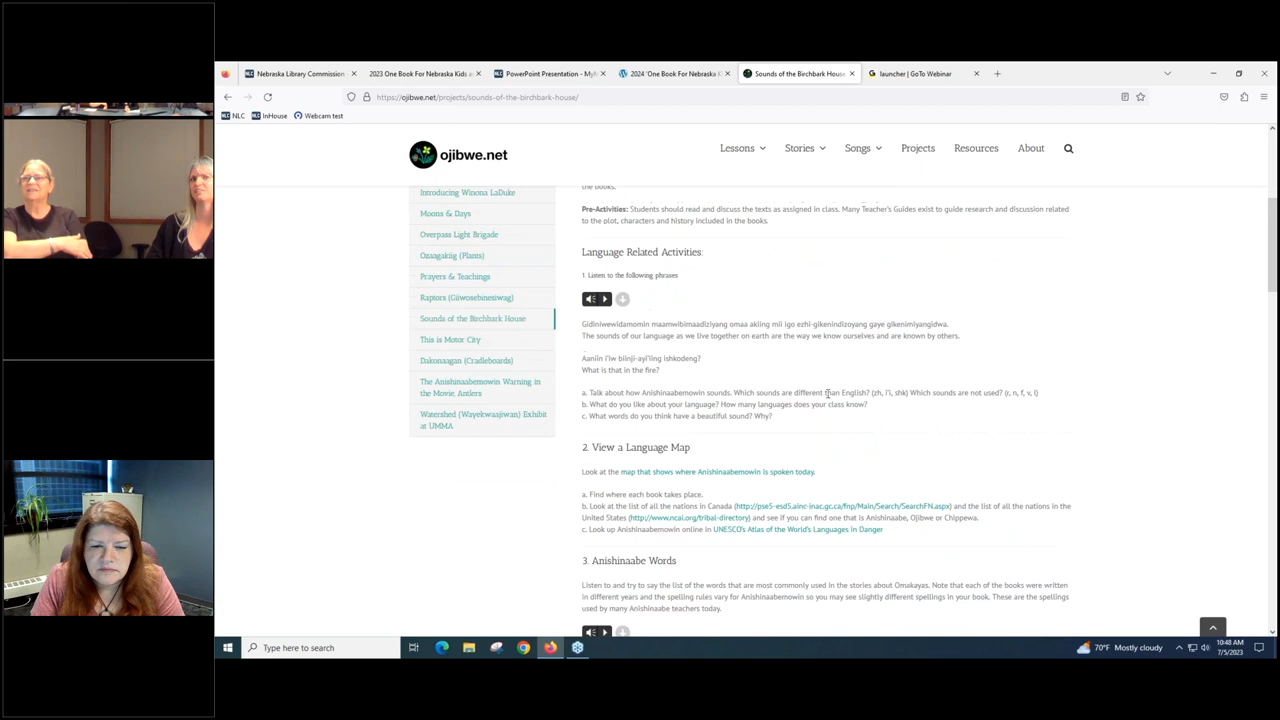 Nebraska Library Commission -
2023 One Book For Nebraska Kids a
PowerPoint Presentation - MyN
2024 'One Book For Nebraska K
Sounds of the Birchbark House
launcher | GoTo Webinar
https://ojibwe.net/projects/sounds-of-the-birchbark-house/
NLC InHouse Webcam test
ojibwe.net
Lessons Stories Songs Projects Resources About
Introducing Winona LaDuke
Moons & Days
Overpass Light Brigade
Ozaagakiig (Plants)
Prayers & Teachings
Raptors (Giiwosebinesiwag)
Sounds of the Birchbark House
This is Motor City
Dakonaagan (Cradleboards)
The Anishinaabemowin Warning in
the Movie, Antlers
Watershed (Wayekwaajiwan) Exhibit
at UMMA
the books.
Pre-Activities: Students should read and discuss the texts as assigned in class. Many Teacher's Guides exist to guide research and discussion related
to the plot, characters and history included in the books.
Language Related Activities:
1. Listen to the following phrases
Gidiniwewidamomin maamwibimaadiziyang omaa akiing mii igo ezhi-gikenindizoyang gaye gikenimiyangidwa.
The sounds of our language as we live together on earth are the way we know ourselves and are known by others.
Aaniin i'iw biinji-ayi'iing ishkodeng?
What is that in the fire?
a. Talk about how Anishinaabemowin sounds. Which sounds are different than English? (zh, i'i, shk) Which sounds are not used? (r, n, f, v, l)
b. What do you like about your language? How many languages does your class know?
c. What words do you think have a beautiful sound? Why?
2. View a Language Map
Look at the map that shows where Anishinaabemowin is spoken today.
a. Find where each book takes place.
b. Look at the list of all the nations in Canada (http://pse5-esd5.ainc-inac.gc.ca/fnp/Main/Search/SearchFN.aspx) and the list of all the nations in the
United States (http://www.ncai.org/tribal-directory) and see if you can find one that is Anishinaabe, Ojibwe or Chippewa.
c. Look up Anishinaabemown online in UNESCO's Atlas of the World's Languages in Danger
3. Anishinaabe Words
Listen to and try to say the list of the words that are most commonly used in the stories about Omakayas. Note that each of the books were written
in different years and the spelling rules vary for Anishinaabemowin so you may see slightly different spellings in your book. These are the spellings
used by many Anishinaabe teachers today.
Type here to search
70°F Mostly cloudy
10:48 AM
7/5/2023